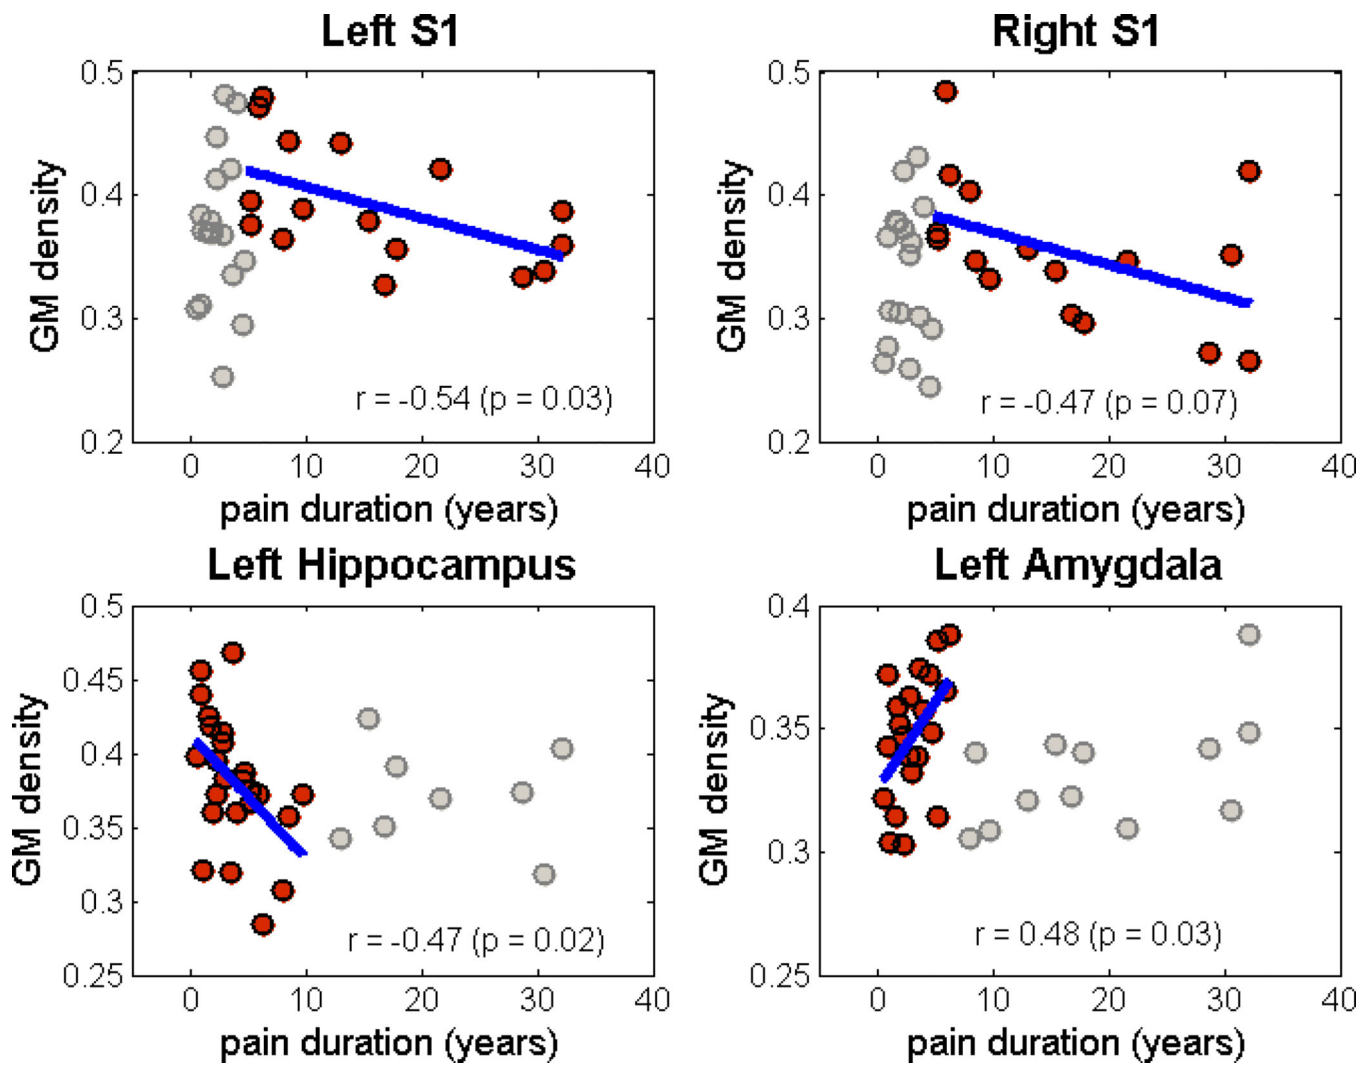 Left S1
0.5
0.4
0.3
0.2
GM density
r = -0.54 (p = 0.03)
0 10 20 30 40
pain duration (years)
Right S1
0.5
0.4
0.3
0.2
GM density
r = -0.47 (p = 0.07)
0 10 20 30 40
pain duration (years)
Left Hippocampus
0.5
0.45
0.4
0.35
0.3
0.25
GM density
r = -0.47 (p = 0.02)
0 10 20 30 40
pain duration (years)
Left Amygdala
0.4
0.35
0.3
0.25
GM density
r = 0.48 (p = 0.03)
0 10 20 30 40
pain duration (years)